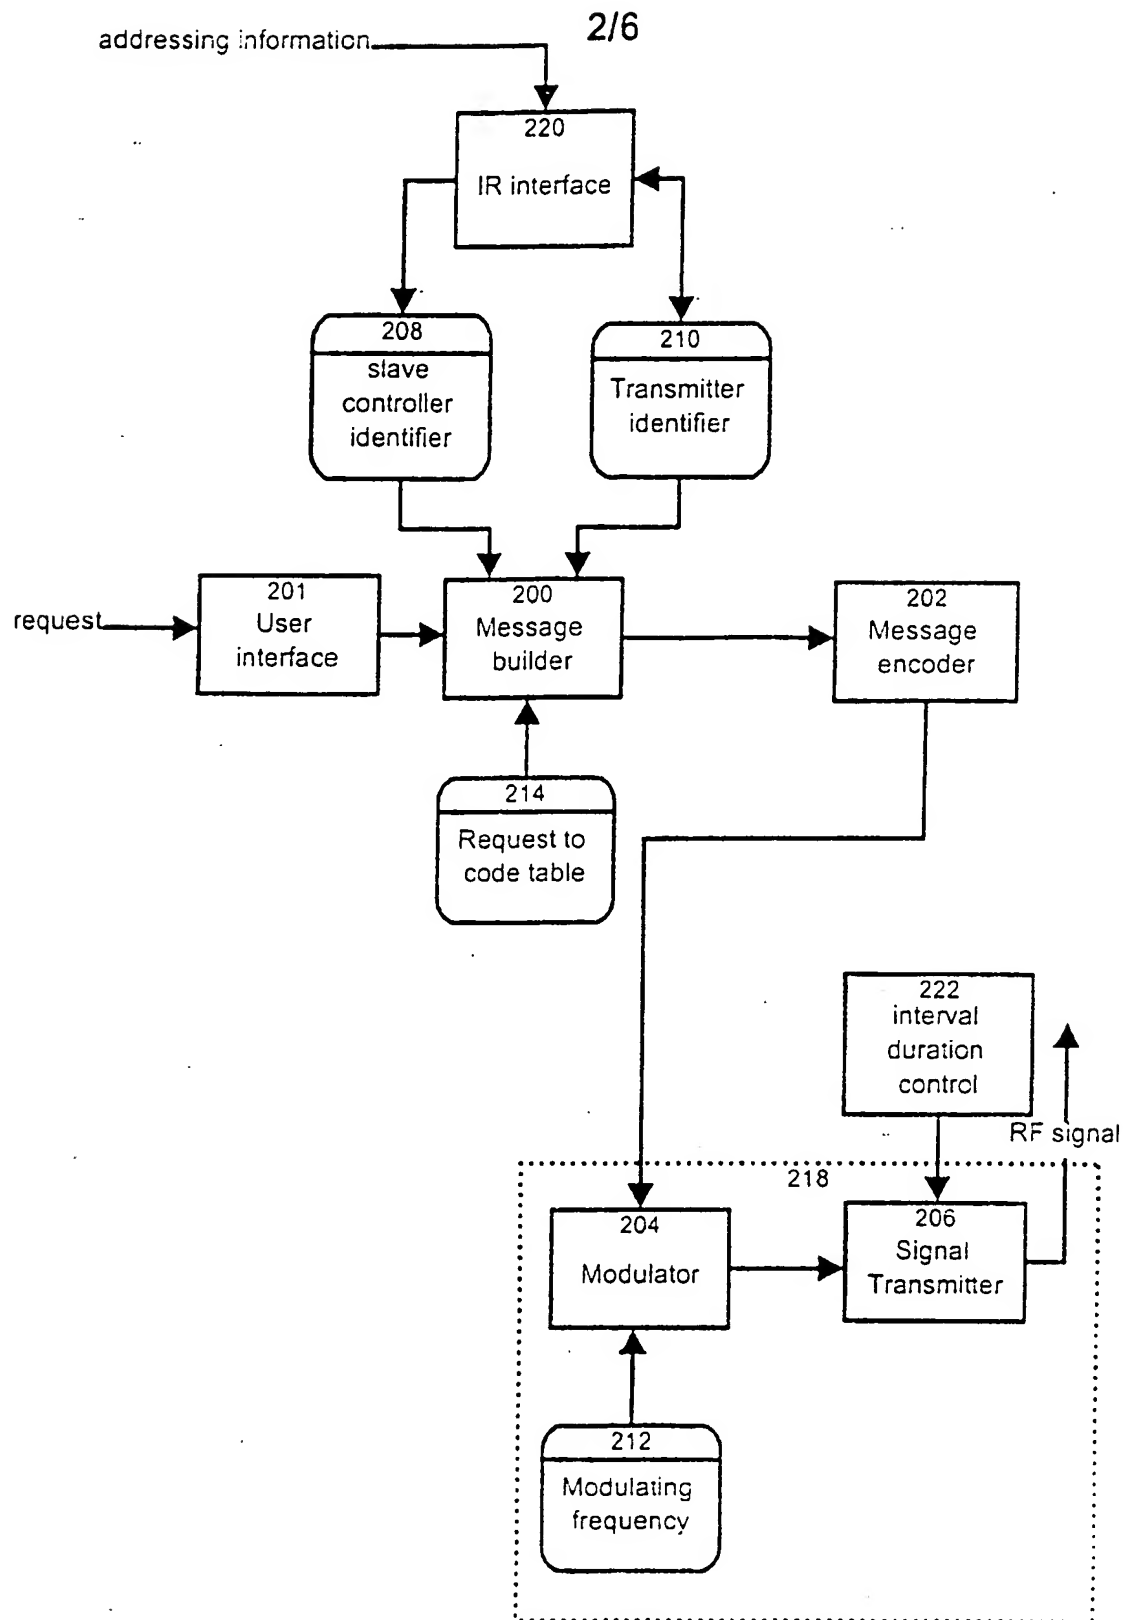 2/6
addressing information
220
IR interface
208
slave
controller
identifier
210
Transmitter
identifier
request
201
User
interface
200
Message
builder
202
Message
encoder
214
Request to
code table
222
interval
duration
control
RF signal
218
204
Modulator
206
Signal
Transmitter
212
Modulating
frequency